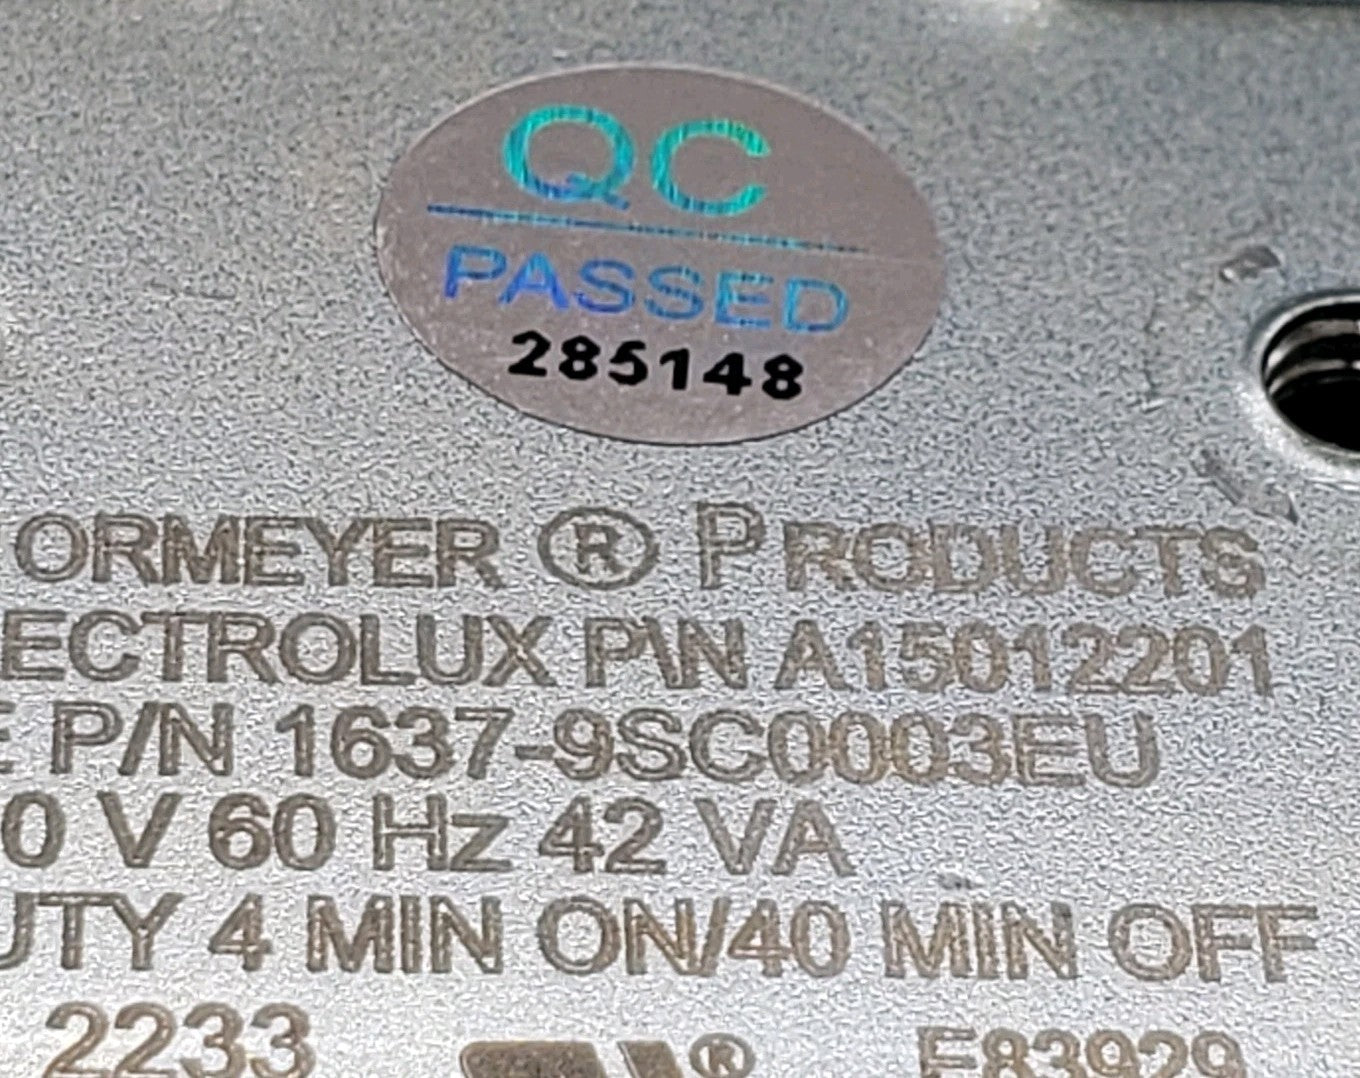 QC
PASSED
285148
ORMEYER ® PRODUCTS
ECTROLUX P\N A15012201
P/N 1637-9SC0003EU
0 V 60 Hz 42 VA
UTY 4 MIN ON/40 MIN OFF
2233 ® E83929